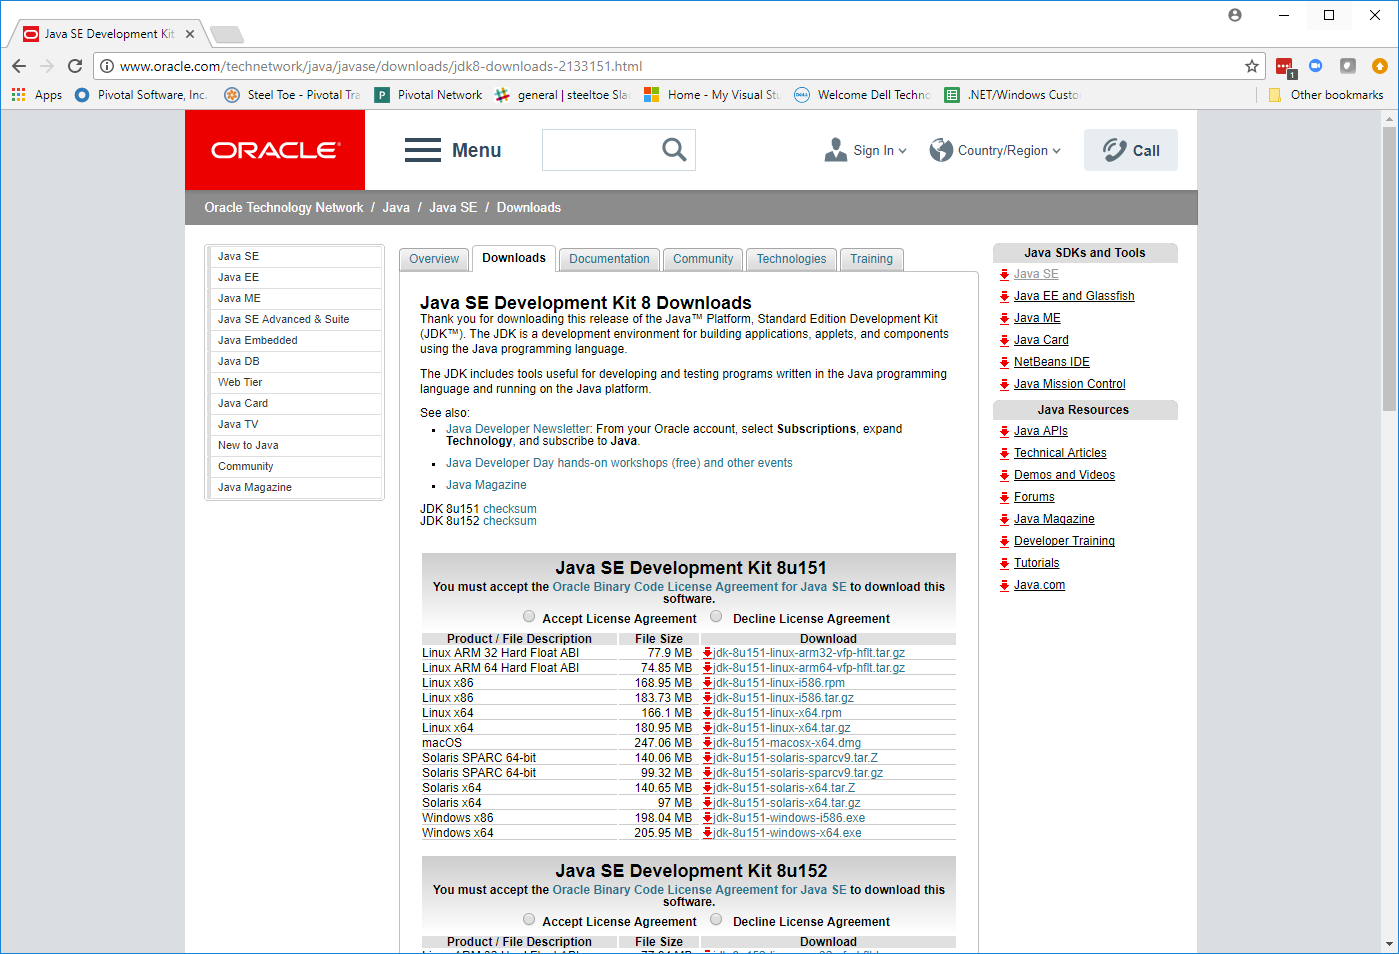 Java SE Development Kit
www.oracle.com/technetwork/java/javase/downloads/jdk8-downloads-2133151.html
1
Apps
Pivotal Software, Inc.
Steel Toe - Pivotal Tra
Pivotal Network
general | steeltoe Sla
Home - My Visual Stu
Welcome Dell Techno
.NET/Windows Custo
Other bookmarks
ORACLE
Menu
Sign In
Country/Region
Call
Oracle Technology Network / Java / Java SE / Downloads
Java SE
Java EE
Java ME
Java SE Advanced & Suite
Java Embedded
Java DB
Web Tier
Java Card
Java TV
New to Java
Community
Java Magazine
Overview
Downloads
Documentation
Community
Technologies
Training
Java SE Development Kit 8 Downloads
Thank you for downloading this release of the Java™ Platform, Standard Edition Development Kit
(JDK™). The JDK is a development environment for building applications, applets, and components
using the Java programming language.
The JDK includes tools useful for developing and testing programs written in the Java programming
language and running on the Java platform.
See also:
Java Developer Newsletter: From your Oracle account, select Subscriptions, expand
Technology, and subscribe to Java.
Java Developer Day hands-on workshops (free) and other events
Java Magazine
JDK 8u151 checksum
JDK 8u152 checksum
Java SE Development Kit 8u151
You must accept the Oracle Binary Code License Agreement for Java SE to download this
software.
Accept License Agreement Decline License Agreement
Product / File Description File Size Download
Linux ARM 32 Hard Float ABI 77.9 MB jdk-8u151-linux-arm32-vfp-hflt.tar.gz
Linux ARM 64 Hard Float ABI 74.85 MB jdk-8u151-linux-arm64-vfp-hflt.tar.gz
Linux x86 168.95 MB jdk-8u151-linux-i586.rpm
Linux x86 183.73 MB jdk-8u151-linux-i586.tar.gz
Linux x64 166.1 MB jdk-8u151-linux-x64.rpm
Linux x64 180.95 MB jdk-8u151-linux-x64.tar.gz
macOS 247.06 MB jdk-8u151-macosx-x64.dmg
Solaris SPARC 64-bit 140.06 MB jdk-8u151-solaris-sparcv9.tar.Z
Solaris SPARC 64-bit 99.32 MB jdk-8u151-solaris-sparcv9.tar.gz
Solaris x64 140.65 MB jdk-8u151-solaris-x64.tar.Z
Solaris x64 97 MB jdk-8u151-solaris-x64.tar.gz
Windows x86 198.04 MB jdk-8u151-windows-i586.exe
Windows x64 205.95 MB jdk-8u151-windows-x64.exe
Java SE Development Kit 8u152
You must accept the Oracle Binary Code License Agreement for Java SE to download this
software.
Accept License Agreement Decline License Agreement
Product / File Description File Size Download
Java SDKs and Tools
Java SE
Java EE and Glassfish
Java ME
Java Card
NetBeans IDE
Java Mission Control
Java Resources
Java APIs
Technical Articles
Demos and Videos
Forums
Java Magazine
Developer Training
Tutorials
Java.com